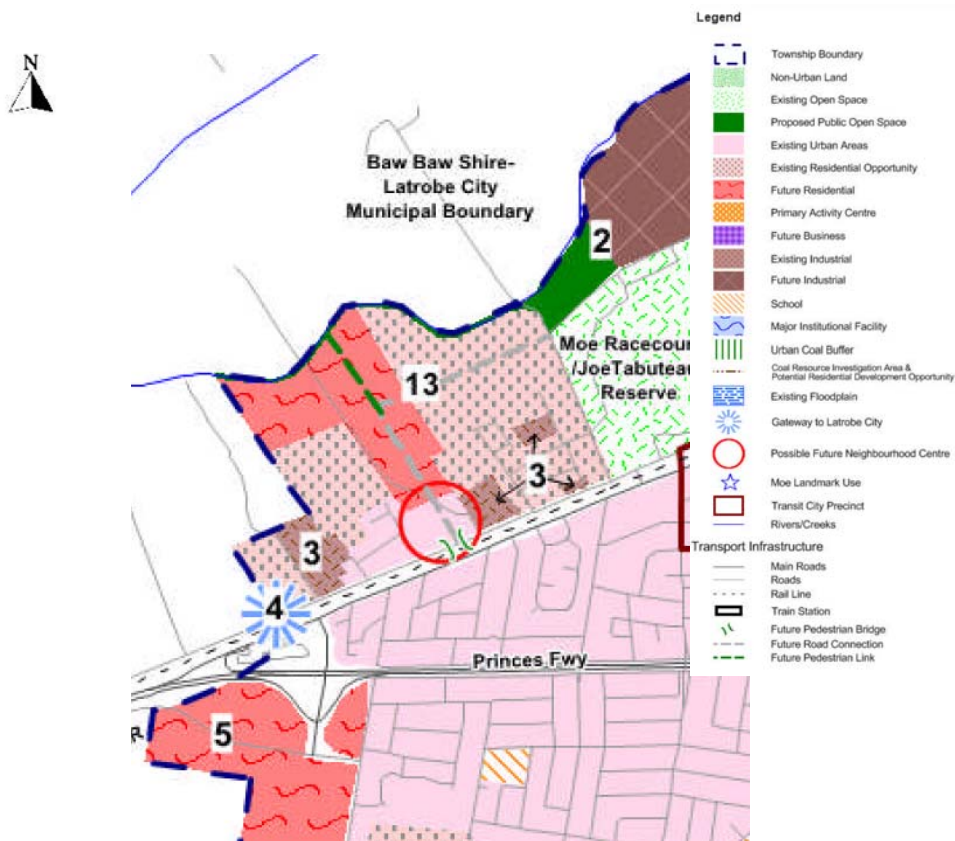 Legend
N
Township Boundary
Non-Urban Land
Existing Open Space
Proposed Public Open Space
Existing Urban Areas
Existing Residential Opportunity
Future Residential
Primary Activity Centre
Future Business
Existing Industrial
Future Industrial
School
Major Institutional Facility
Urban Coal Buffer
Coal Resource Investigation Area &
Potential Residential Development Opportunity
Existing Floodplain
Gateway to Latrobe City
Possible Future Neighbourhood Centre
Moe Landmark Use
Transit City Precinct
Rivers/Creeks
Transport Infrastructure
Main Roads
Roads
Rail Line
Train Station
Future Pedestrian Bridge
Future Road Connection
Future Pedestrian Link
Baw Baw Shire-
Latrobe City
Municipal Boundary
2
Moe Racecour
/JoeTabuteau
Reserve
13
3
3
4
Princes Fwy
5
R